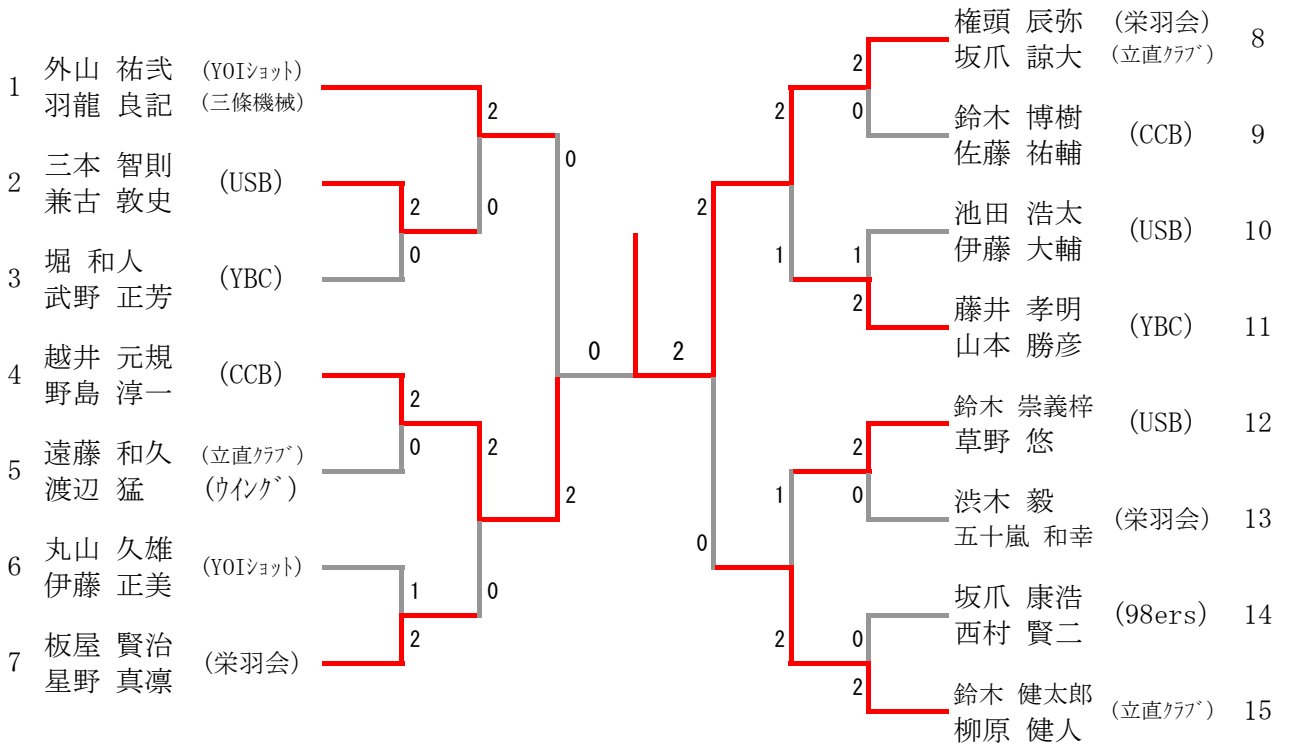 1
外山 祐弐 (YOIショット)
羽龍 良記 (三條機械)
2
三本 智則
兼古 敦史
(USB)
3
堀 和人
武野 正芳
(YBC)
4
越井 元規
野島 淳一
(CCB)
5
遠藤 和久 (立直クラブ)
渡辺 猛 (ウイング)
6
丸山 久雄
伊藤 正美
(YOIショット)
7
板屋 賢治
星野 真凛
(栄羽会)
2
0
2
0
2
0
1
2
2
0
0
2
0
2
2
0
2
1
1
2
2
0
1
2
0
2
2
0
権頭 辰弥 (栄羽会)
坂爪 諒大 (立直クラブ)
8
鈴木 博樹
佐藤 祐輔
(CCB)
9
池田 浩太
伊藤 大輔
(USB)
10
藤井 孝明
山本 勝彦
(YBC)
11
鈴木 崇義梓
草野 悠
(USB)
12
渋木 毅
五十嵐 和幸
(栄羽会)
13
坂爪 康浩
西村 賢二
(98ers)
14
鈴木 健太郎
柳原 健人
(立直クラブ)
15